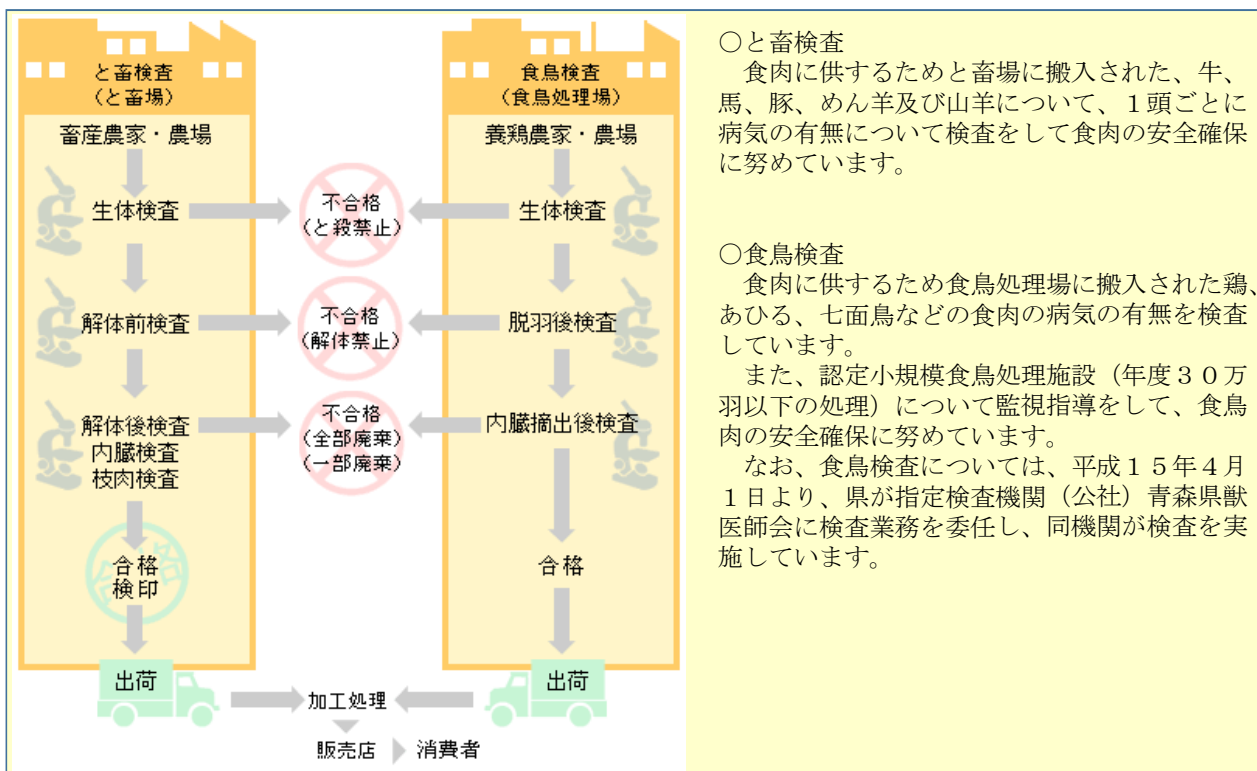 と畜検査
（と畜場）
畜産農家・農場
生体検査
解体前検査
解体後検査
内臓検査
枝肉検査
合格
検印
出荷
不合格
（と殺禁止）
不合格
（解体禁止）
不合格
（全部廃棄）
（一部廃棄）
食鳥検査
（食鳥処理場）
養鶏農家・農場
生体検査
脱羽後検査
内臓摘出後検査
合格
出荷
加工処理
販売店
消費者
○と畜検査
　食肉に供するためと畜場に搬入された、牛、
馬、豚、めん羊及び山羊について、１頭ごとに
病気の有無について検査をして食肉の安全確保
に努めています。
○食鳥検査
　食肉に供するため食鳥処理場に搬入された鶏、
あひる、七面鳥などの食肉の病気の有無を検査
しています。
　また、認定小規模食鳥処理施設（年度３０万
羽以下の処理）について監視指導をして、食鳥
肉の安全確保に努めています。
　なお、食鳥検査については、平成１５年４月
１日より、県が指定検査機関（公社）青森県獣
医師会に検査業務を委任し、同機関が検査を実
施しています。